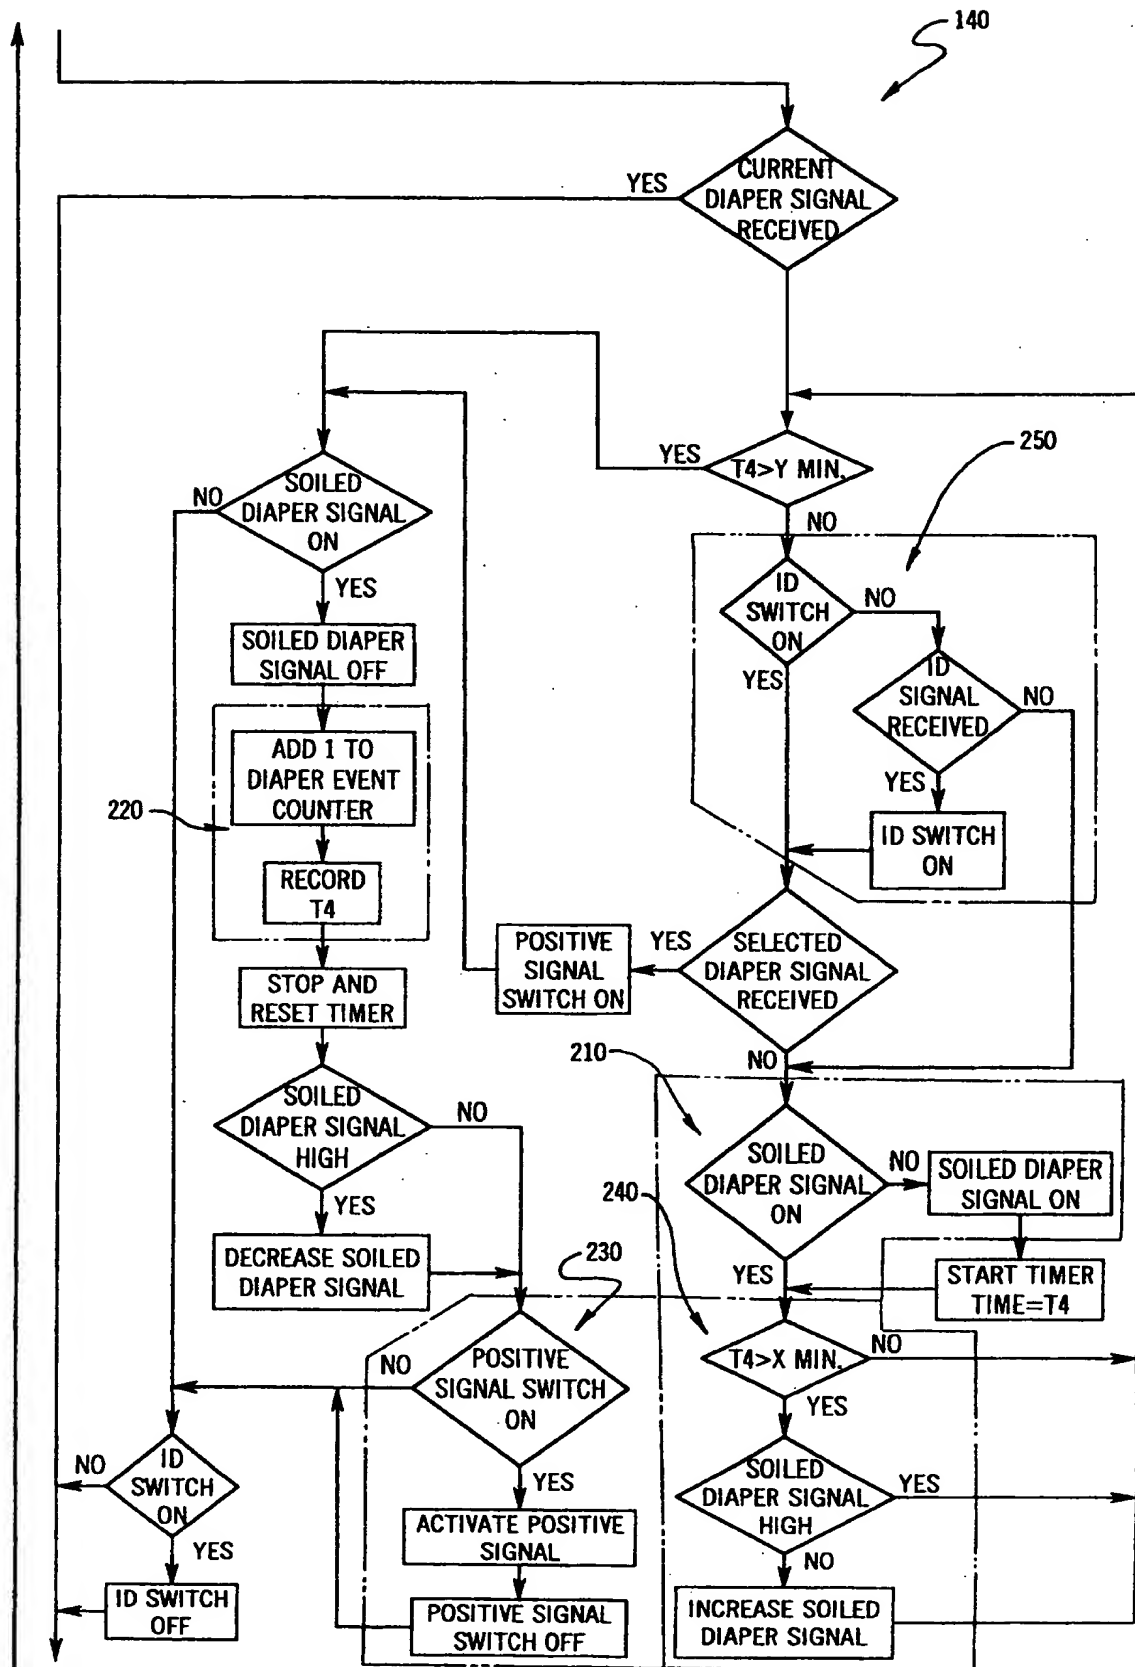 140
CURRENT
DIAPER SIGNAL
RECEIVED
YES
T4>Y MIN.
YES
NO
250
SOILED
DIAPER SIGNAL
ON
NO
YES
ID
SWITCH
ON
NO
YES
SOILED DIAPER
SIGNAL OFF
ID
SIGNAL
RECEIVED
NO
YES
ADD 1 TO
DIAPER EVENT
COUNTER
220
ID SWITCH
ON
RECORD
T4
POSITIVE
SIGNAL
SWITCH ON
YES
SELECTED
DIAPER SIGNAL
RECEIVED
NO
STOP AND
RESET TIMER
210
SOILED
DIAPER SIGNAL
HIGH
NO
YES
SOILED
DIAPER SIGNAL
ON
NO
YES
SOILED DIAPER
SIGNAL ON
240
DECREASE SOILED
DIAPER SIGNAL
230
START TIMER
TIME=T4
T4>X MIN.
NO
YES
POSITIVE
SIGNAL SWITCH
ON
NO
YES
ID
SWITCH
ON
NO
YES
SOILED
DIAPER SIGNAL
HIGH
YES
NO
ACTIVATE POSITIVE
SIGNAL
ID SWITCH
OFF
POSITIVE SIGNAL
SWITCH OFF
INCREASE SOILED
DIAPER SIGNAL